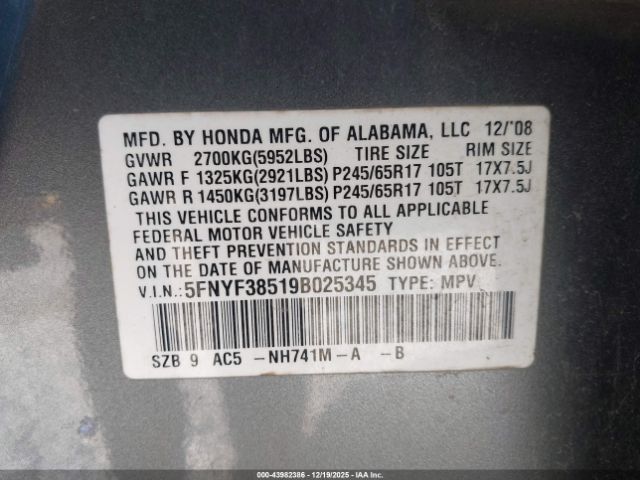 MFD. BY HONDA MFG. OF ALABAMA, LLC 12/'08
GVWR 2700KG(5952LBS) TIRE SIZE RIM SIZE
GAWR F 1325KG(2921LBS) P245/65R17 105T 17X7.5J
GAWR R 1450KG(3197LBS) P245/65R17 105T 17X7.5J
THIS VEHICLE CONFORMS TO ALL APPLICABLE
FEDERAL MOTOR VEHICLE SAFETY
AND THEFT PREVENTION STANDARDS IN EFFECT
ON THE DATE OF MANUFACTURE SHOWN ABOVE.
V.I.N.:5FNYF38519B025345 TYPE: MPV
SZB 9 AC5 -NH741M-A -B
000-43982386 - 12/19/2025 - IAAI.COM